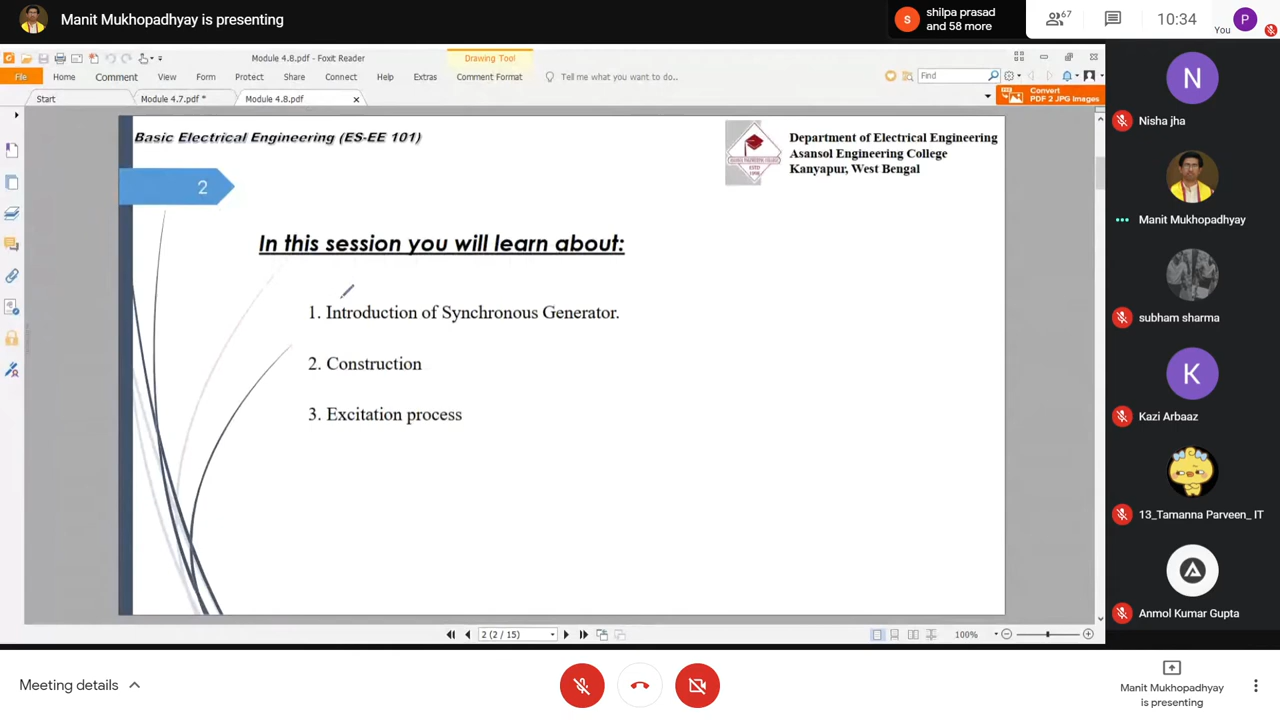 Manit Mukhopadhyay is presenting
S
shilpa prasad
and 58 more
67
10:34
You
P
Module 4.8.pdf - Foxit Reader
Drawing Tool
File
Home
Comment
View
Form
Protect
Share
Connect
Help
Extras
Comment Format
Tell me what you want to do..
Find
Start
Module 4.7.pdf *
Module 4.8.pdf
Convert
PDF 2 JPG Images
Basic Electrical Engineering (ES-EE 101)
Department of Electrical Engineering
Asansol Engineering College
Kanyapur, West Bengal
2
In this session you will learn about:
1. Introduction of Synchronous Generator.
2. Construction
3. Excitation process
2 (2 / 15)
100%
N
Nisha jha
Manit Mukhopadhyay
subham sharma
K
Kazi Arbaaz
13_Tamanna Parveen_ IT
Anmol Kumar Gupta
Meeting details
Manit Mukhopadhyay
is presenting